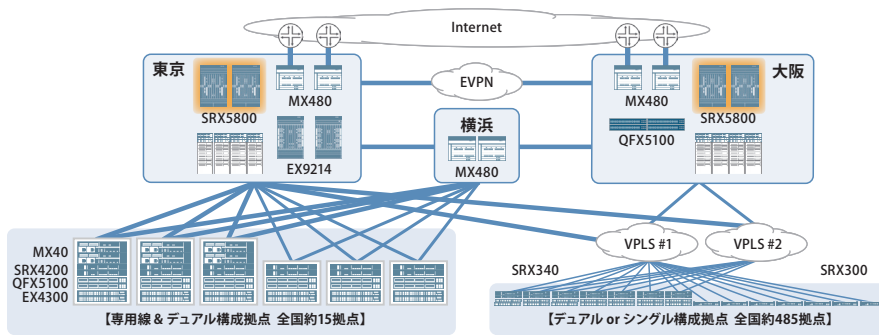 Internet
東京
SRX5800
MX480
EX9214
EVPN
横浜
MX480
大阪
MX480
SRX5800
QFX5100
MX40
SRX4200
QFX5100
EX4300
【専用線 & デュアル構成拠点 全国約15拠点】
VPLS #1
VPLS #2
SRX340
SRX300
【デュアル or シングル構成拠点 全国約485拠点】